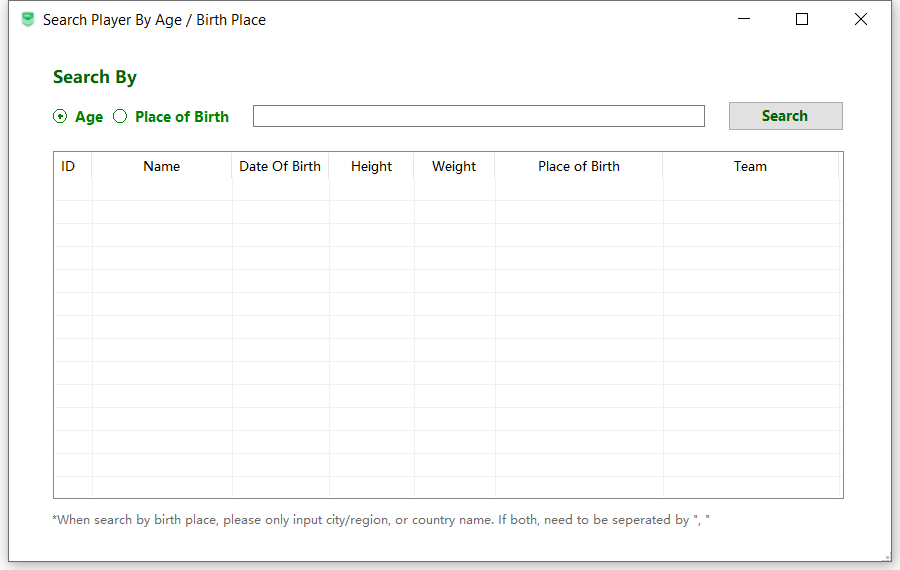 Search Player By Age / Birth Place
Search By
Age Place of Birth Search
ID Name Date Of Birth Height Weight Place of Birth Team
*When search by birth place, please only input city/region, or country name. If both, need to be seperated by ", "